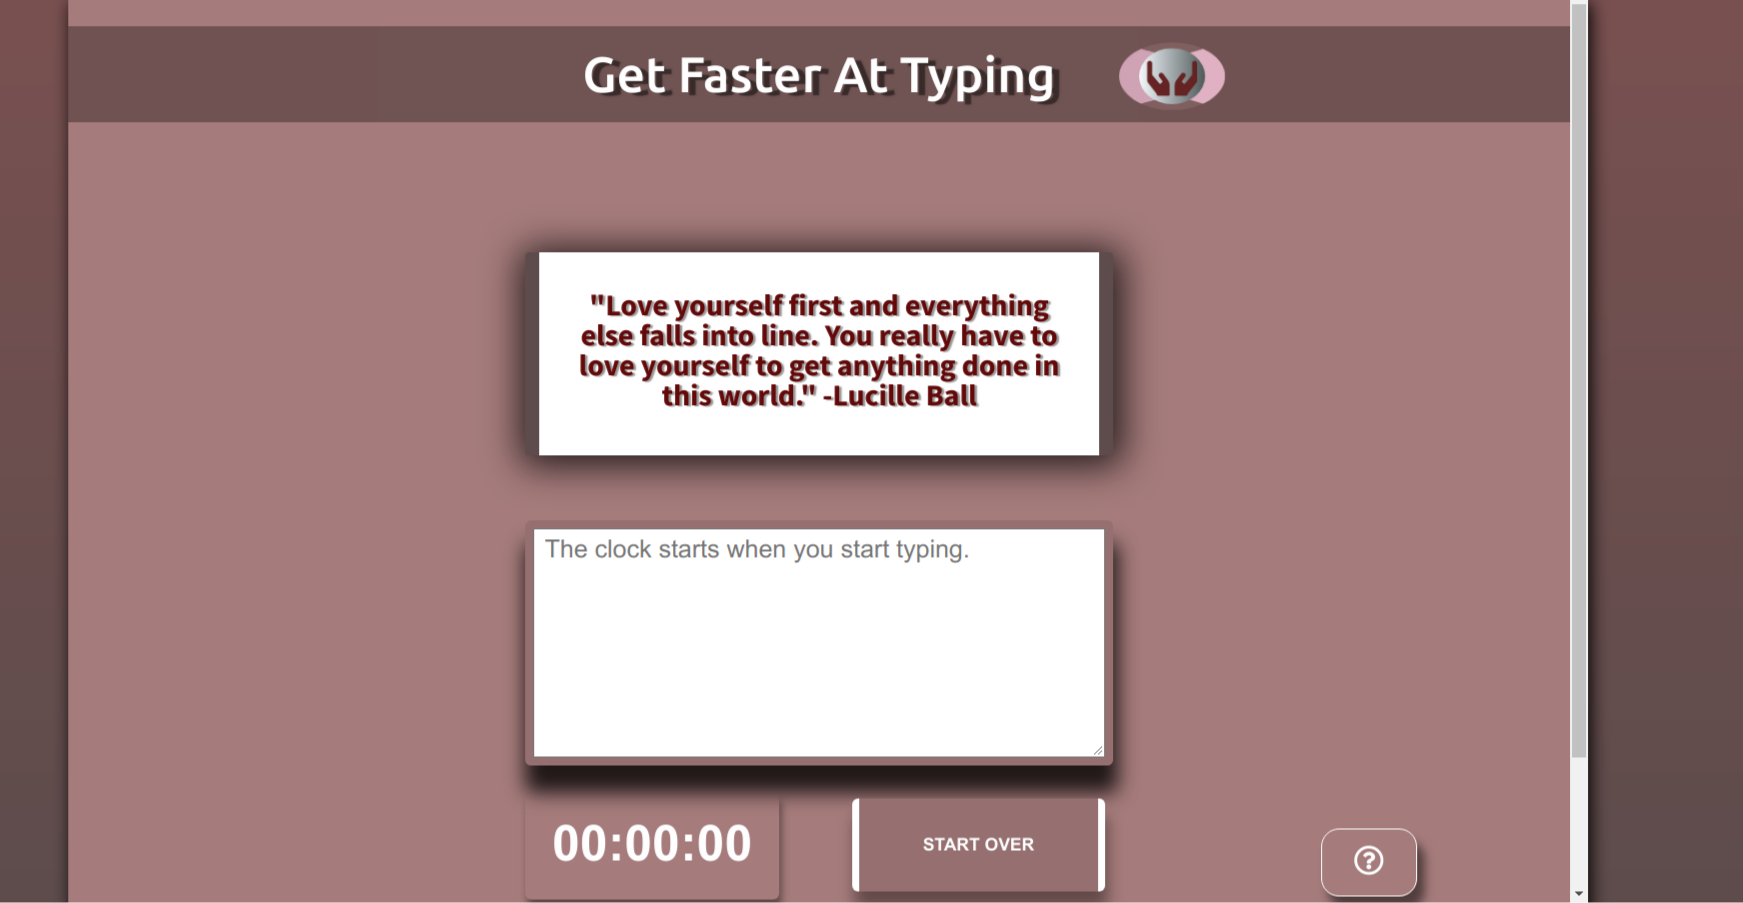 Get Faster At Typing
"Love yourself first and everything
else falls into line. You really have to
love yourself to get anything done in
this world." -Lucille Ball
The clock starts when you start typing.
00:00:00
START OVER
?